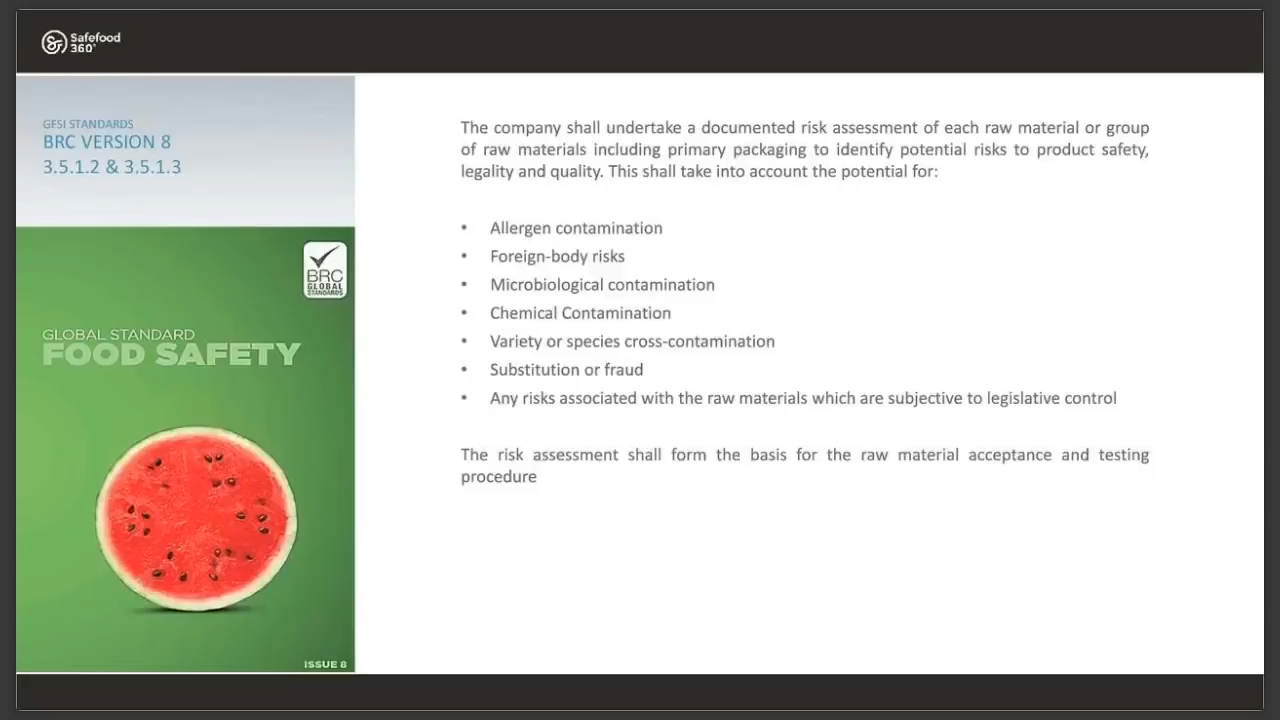 Safefood
360°
GFSI STANDARDS
BRC VERSION 8
3.5.1.2 & 3.5.1.3
BRC
GLOBAL
STANDARDS
GLOBAL STANDARD
FOOD SAFETY
ISSUE 8
The company shall undertake a documented risk assessment of each raw material or group
of raw materials including primary packaging to identify potential risks to product safety,
legality and quality. This shall take into account the potential for:
• Allergen contamination
• Foreign-body risks
• Microbiological contamination
• Chemical Contamination
• Variety or species cross-contamination
• Substitution or fraud
• Any risks associated with the raw materials which are subjective to legislative control
The risk assessment shall form the basis for the raw material acceptance and testing
procedure